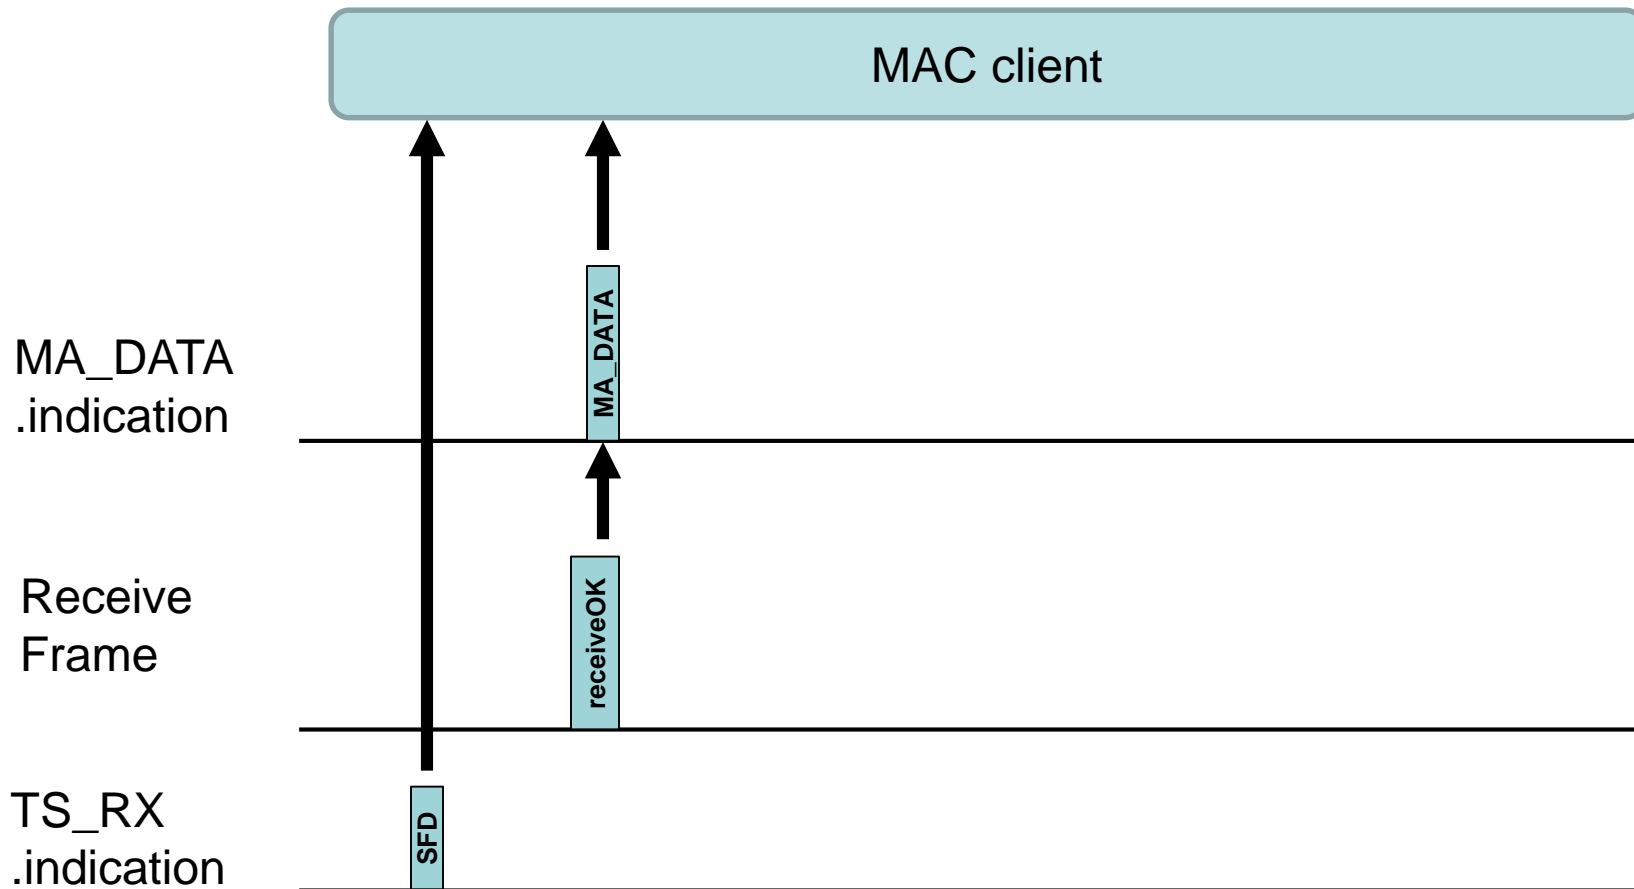 MAC client
MA_DATA
MA_DATA
.indication
receiveOK
Receive
Frame
SFD
TS_RX
.indication